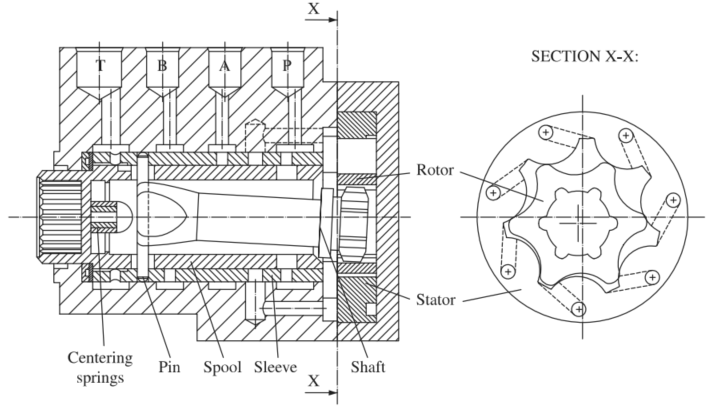 X
SECTION X-X:
T B A P
Rotor
Stator
Centering
springs
Pin
Spool
Sleeve
Shaft
X